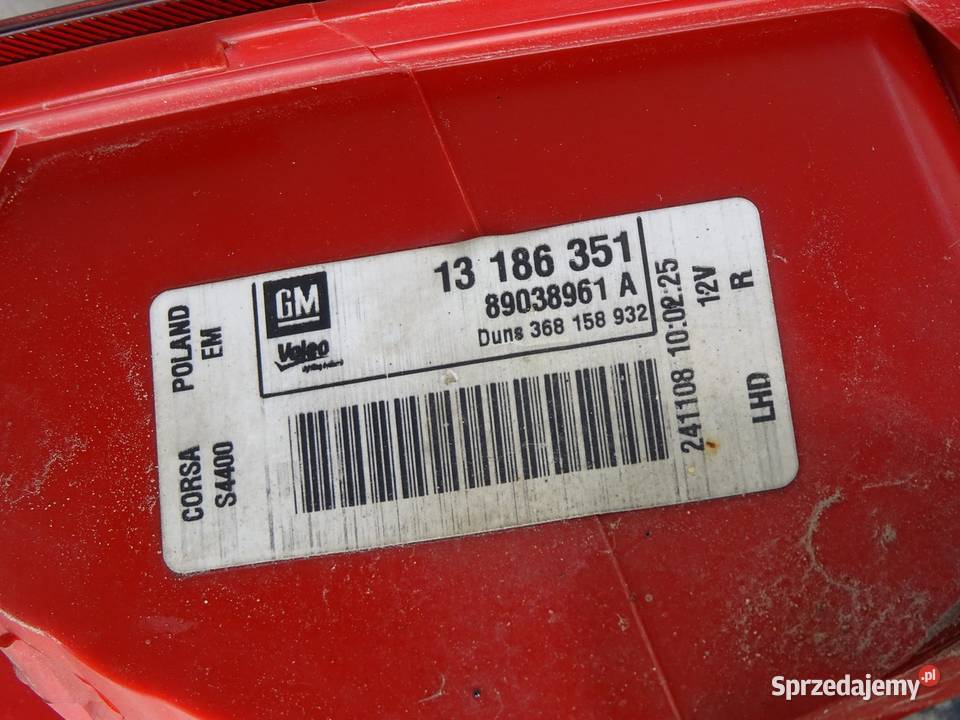 GM
Valeo
13 186 351
89038961 A
Duns 368 158 932
POLAND
EM
CORSA
S4400
241108 10:02:25
12V
R
LHD
Sprzedajemy.pl